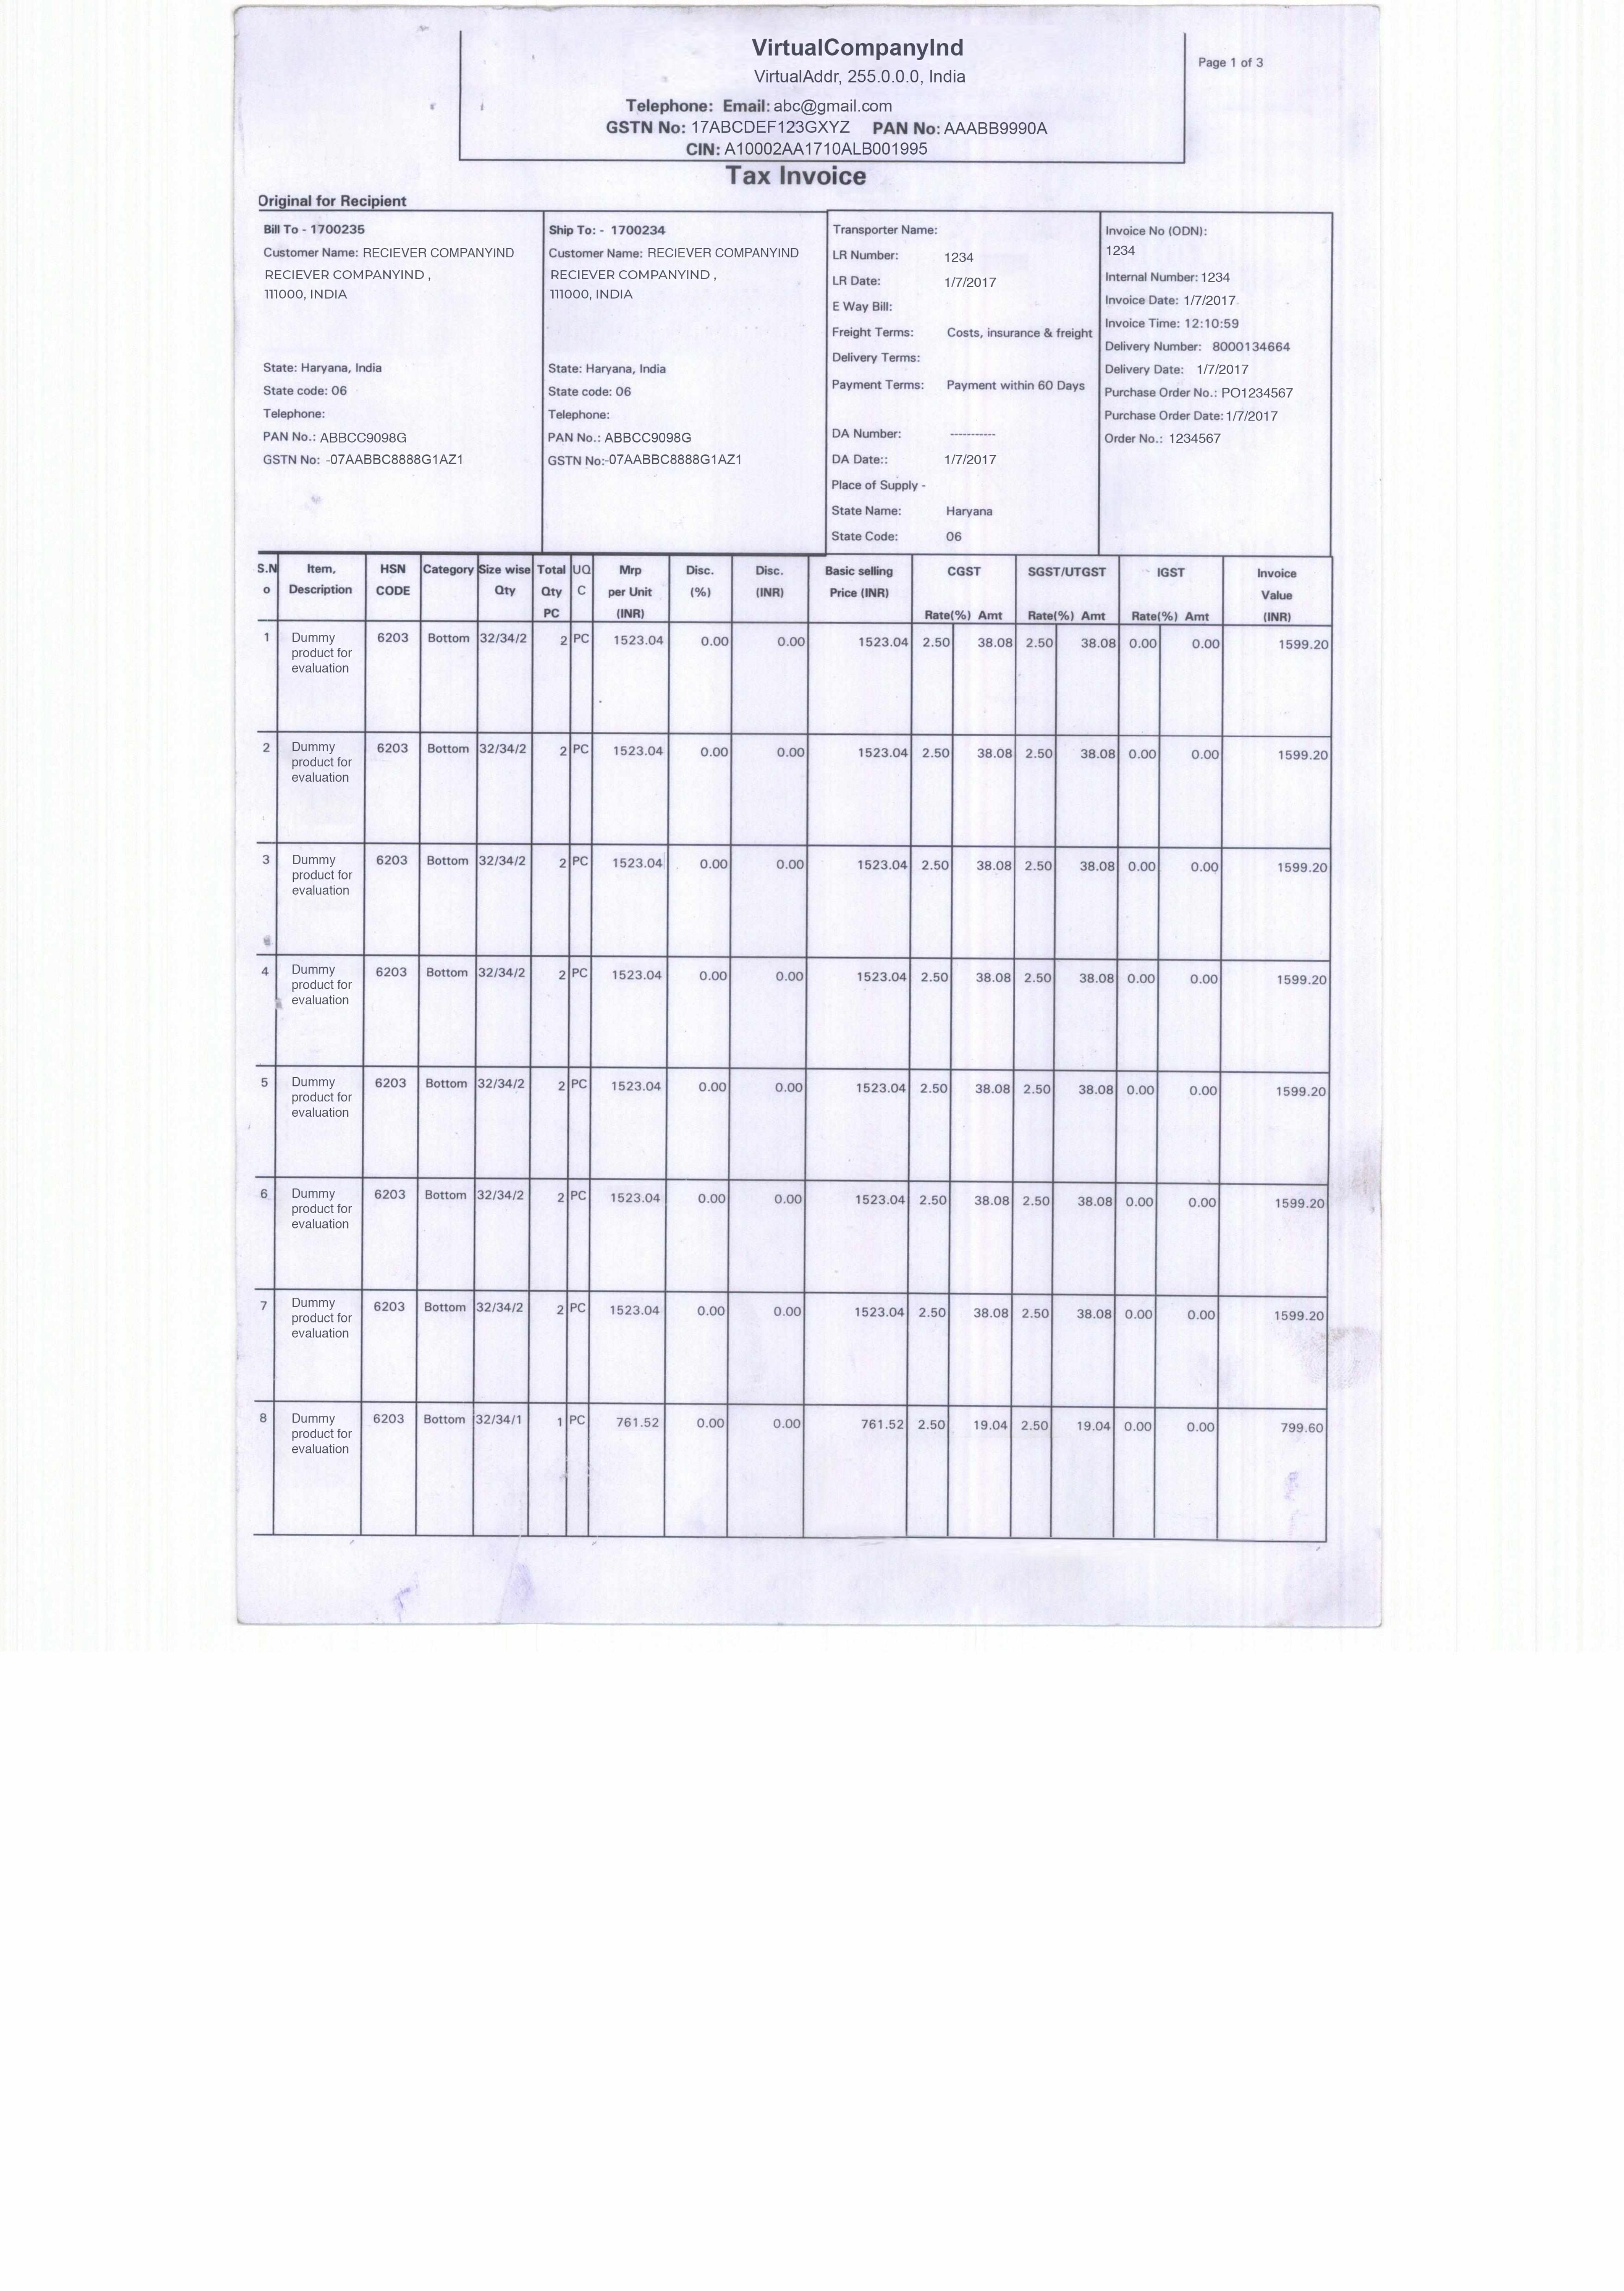 VirtualCompanyInd
VirtualAddr, 255.0.0.0, India
Page 1 of 3
Telephone: Email: abc@gmail.com
GSTN No: 17ABCDEF123GXYZ PAN No: AAABB9990A
CIN: A10002AA1710ALB001995
Tax Invoice
Original for Recipient
Bill To - 1700235
Customer Name: RECIEVER COMPANYIND
RECIEVER COMPANYIND ,
111000, INDIA
State: Haryana, India
State code: 06
Telephone:
PAN No.: ABBCC9098G
GSTN No: -07AABBC8888G1AZ1
Ship To: - 1700234
Customer Name: RECIEVER COMPANYIND
RECIEVER COMPANYIND ,
111000, INDIA
State: Haryana, India
State code: 06
Telephone:
PAN No.: ABBCC9098G
GSTN No:-07AABBC8888G1AZ1
Transporter Name:
LR Number: 1234
LR Date: 1/7/2017
E Way Bill:
Freight Terms: Costs, insurance & freight
Delivery Terms:
Payment Terms: Payment within 60 Days
DA Number: -----------
DA Date:: 1/7/2017
Place of Supply -
State Name: Haryana
State Code: 06
Invoice No (ODN):
1234
Internal Number: 1234
Invoice Date: 1/7/2017
Invoice Time: 12:10:59
Delivery Number: 8000134664
Delivery Date: 1/7/2017
Purchase Order No.: PO1234567
Purchase Order Date: 1/7/2017
Order No.: 1234567
S.N Item, HSN Category Size wise Total UQ Mrp Disc. Disc. Basic selling CGST SGST/UTGST IGST Invoice
o Description CODE Qty Qty C per Unit (%) (INR) Price (INR) Value
PC (INR) Rate(%) Amt Rate(%) Amt Rate(%) Amt (INR)
1 Dummy 6203 Bottom 32/34/2 2 PC 1523.04 0.00 0.00 1523.04 2.50 38.08 2.50 38.08 0.00 0.00 1599.20
product for
evaluation
2 Dummy 6203 Bottom 32/34/2 2 PC 1523.04 0.00 0.00 1523.04 2.50 38.08 2.50 38.08 0.00 0.00 1599.20
product for
evaluation
3 Dummy 6203 Bottom 32/34/2 2 PC 1523.04 0.00 0.00 1523.04 2.50 38.08 2.50 38.08 0.00 0.00 1599.20
product for
evaluation
4 Dummy 6203 Bottom 32/34/2 2 PC 1523.04 0.00 0.00 1523.04 2.50 38.08 2.50 38.08 0.00 0.00 1599.20
product for
evaluation
5 Dummy 6203 Bottom 32/34/2 2 PC 1523.04 0.00 0.00 1523.04 2.50 38.08 2.50 38.08 0.00 0.00 1599.20
product for
evaluation
6 Dummy 6203 Bottom 32/34/2 2 PC 1523.04 0.00 0.00 1523.04 2.50 38.08 2.50 38.08 0.00 0.00 1599.20
product for
evaluation
7 Dummy 6203 Bottom 32/34/2 2 PC 1523.04 0.00 0.00 1523.04 2.50 38.08 2.50 38.08 0.00 0.00 1599.20
product for
evaluation
8 Dummy 6203 Bottom 32/34/1 1 PC 761.52 0.00 0.00 761.52 2.50 19.04 2.50 19.04 0.00 0.00 799.60
product for
evaluation